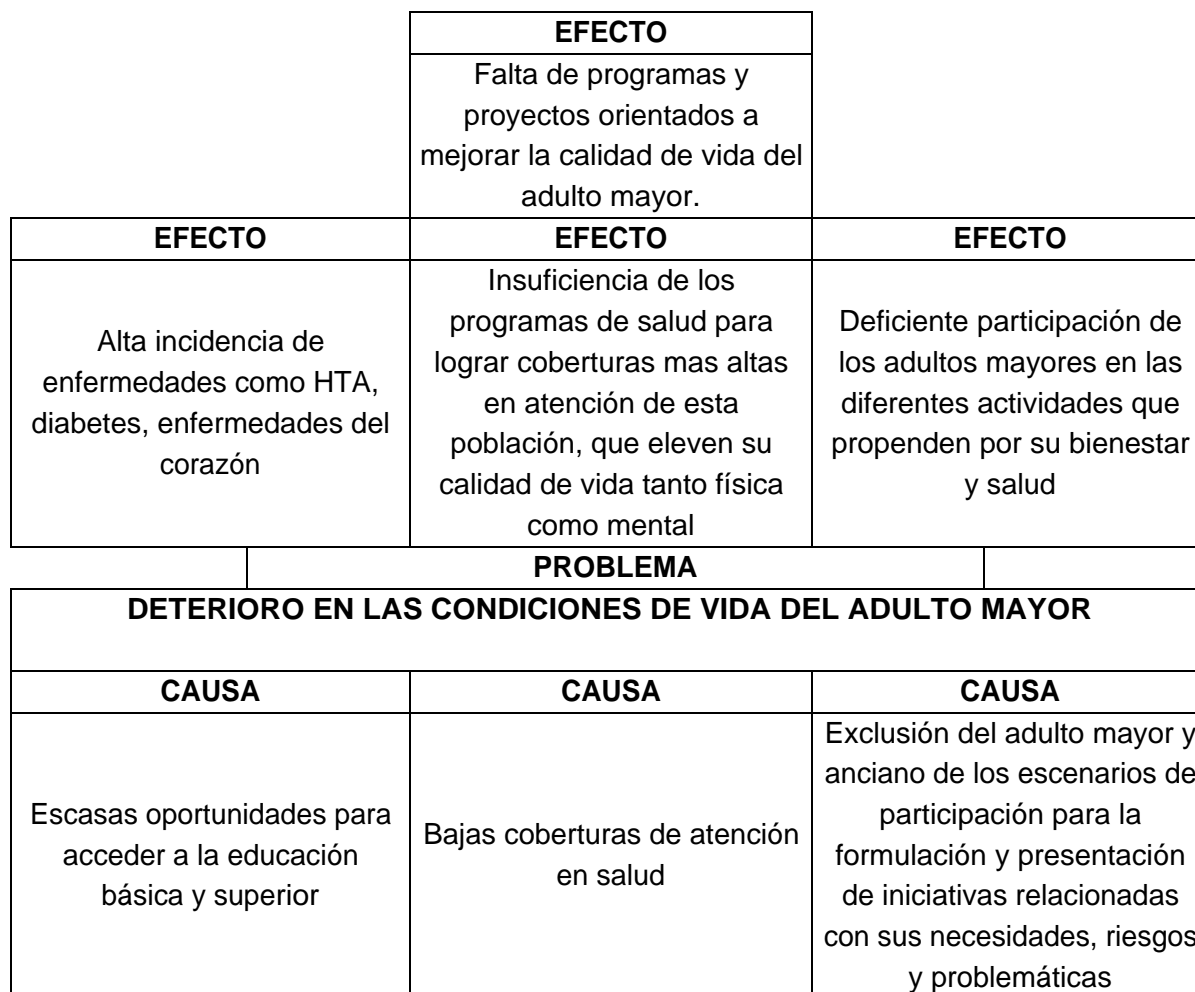 EFECTO
Falta de programas y
proyectos orientados a
mejorar la calidad de vida del
adulto mayor.
EFECTO
Alta incidencia de
enfermedades como HTA,
diabetes, enfermedades del
corazón
EFECTO
Insuficiencia de los
programas de salud para
lograr coberturas mas altas
en atención de esta
población, que eleven su
calidad de vida tanto física
como mental
EFECTO
Deficiente participación de
los adultos mayores en las
diferentes actividades que
propenden por su bienestar
y salud
PROBLEMA
DETERIORO EN LAS CONDICIONES DE VIDA DEL ADULTO MAYOR
CAUSA
Escasas oportunidades para
acceder a la educación
básica y superior
CAUSA
Bajas coberturas de atención
en salud
CAUSA
Exclusión del adulto mayor y
anciano de los escenarios de
participación para la
formulación y presentación
de iniciativas relacionadas
con sus necesidades, riesgos
y problemáticas